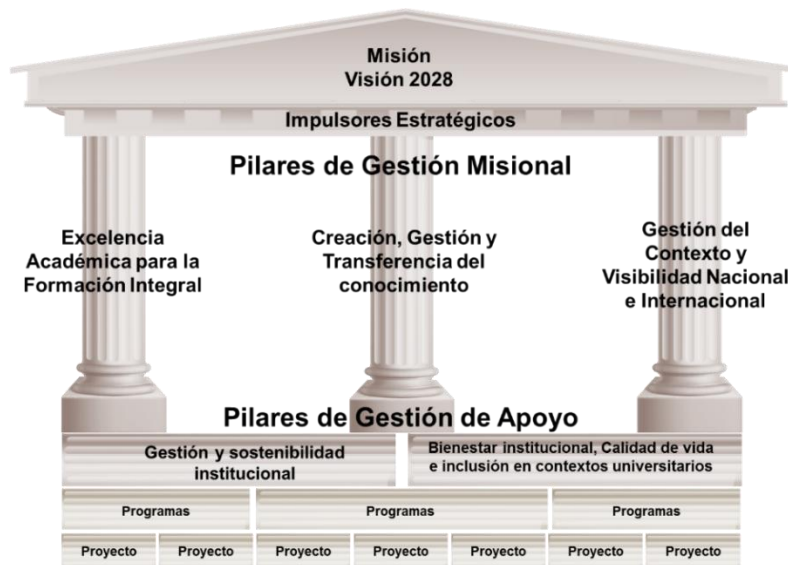 Misión
Visión 2028
Impulsores Estratégicos
Pilares de Gestión Misional
Excelencia
Académica para la
Formación Integral
Creación, Gestión y
Transferencia del
conocimiento
Gestión del
Contexto y
Visibilidad Nacional
e Internacional
Pilares de Gestión de Apoyo
Gestión y sostenibilidad
institucional
Bienestar institucional, Calidad de vida
e inclusión en contextos universitarios
Programas
Programas
Programas
Proyecto
Proyecto
Proyecto
Proyecto
Proyecto
Proyecto
Proyecto